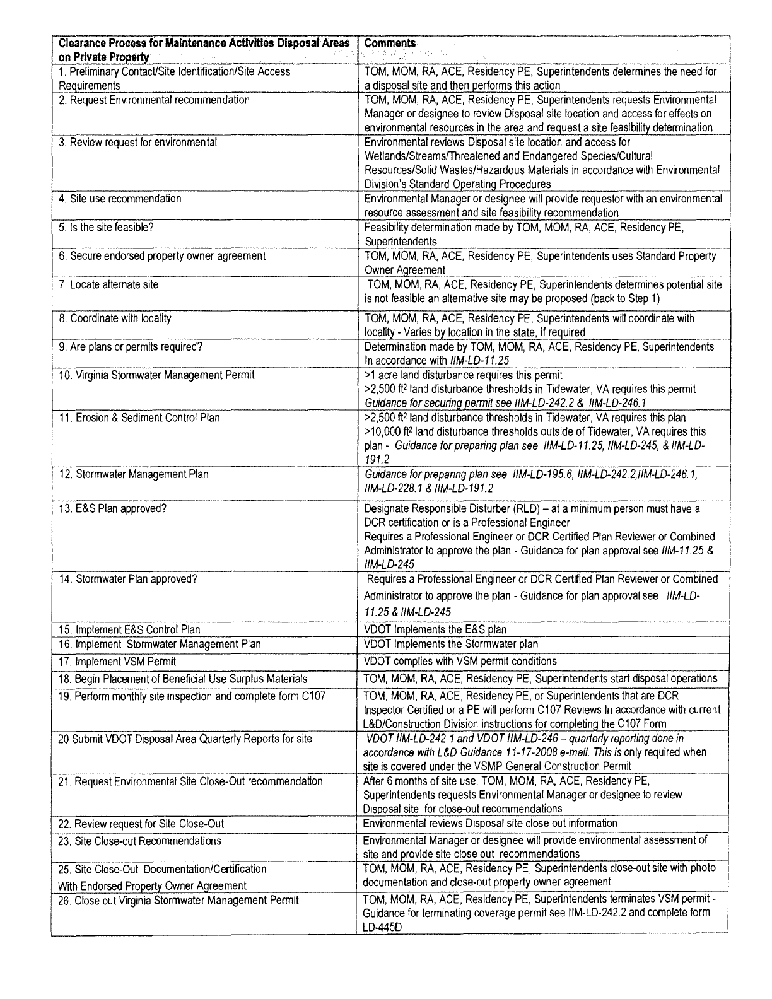 Clearance Process for Maintenance Activities Disposal Areas
on Private Property
Comments
1. Preliminary Contact/Site Identification/Site Access
Requirements
TOM, MOM, RA, ACE, Residency PE, Superintendents determines the need for
a disposal site and then performs this action
2. Request Environmental recommendation
TOM, MOM, RA, ACE, Residency PE, Superintendents requests Environmental
Manager or designee to review Disposal site location and access for effects on
environmental resources in the area and request a site feasibility determination
3. Review request for environmental
Environmental reviews Disposal site location and access for
Wetlands/Streams/Threatened and Endangered Species/Cultural
Resources/Solid Wastes/Hazardous Materials in accordance with Environmental
Division's Standard Operating Procedures
4. Site use recommendation
Environmental Manager or designee will provide requestor with an environmental
resource assessment and site feasibility recommendation
5. Is the site feasible?
Feasibility determination made by TOM, MOM, RA, ACE, Residency PE,
Superintendents
6. Secure endorsed property owner agreement
TOM, MOM, RA, ACE, Residency PE, Superintendents uses Standard Property
Owner Agreement
7. Locate alternate site
TOM, MOM, RA, ACE, Residency PE, Superintendents determines potential site
is not feasible an alternative site may be proposed (back to Step 1)
8. Coordinate with locality
TOM, MOM, RA, ACE, Residency PE, Superintendents will coordinate with
locality - Varies by location in the state, if required
9. Are plans or permits required?
Determination made by TOM, MOM, RA, ACE, Residency PE, Superintendents
In accordance with IIM-LD-11.25
10. Virginia Stormwater Management Permit
>1 acre land disturbance requires this permit
>2,500 ft² land disturbance thresholds in Tidewater, VA requires this permit
Guidance for securing permit see IIM-LD-242.2 & IIM-LD-246.1
11. Erosion & Sediment Control Plan
>2,500 ft² land disturbance thresholds in Tidewater, VA requires this plan
>10,000 ft² land disturbance thresholds outside of Tidewater, VA requires this
plan - Guidance for preparing plan see IIM-LD-11.25, IIM-LD-245, & IIM-LD-
191.2
12. Stormwater Management Plan
Guidance for preparing plan see IIM-LD-195.6, IIM-LD-242.2,IIM-LD-246.1,
IIM-LD-228.1 & IIM-LD-191.2
13. E&S Plan approved?
Designate Responsible Disturber (RLD) – at a minimum person must have a
DCR certification or is a Professional Engineer
Requires a Professional Engineer or DCR Certified Plan Reviewer or Combined
Administrator to approve the plan - Guidance for plan approval see IIM-11.25 &
IIM-LD-245
14. Stormwater Plan approved?
Requires a Professional Engineer or DCR Certified Plan Reviewer or Combined
Administrator to approve the plan - Guidance for plan approval see IIM-LD-
11.25 & IIM-LD-245
15. Implement E&S Control Plan
VDOT Implements the E&S plan
16. Implement Stormwater Management Plan
VDOT Implements the Stormwater plan
17. Implement VSM Permit
VDOT complies with VSM permit conditions
18. Begin Placement of Beneficial Use Surplus Materials
TOM, MOM, RA, ACE, Residency PE, Superintendents start disposal operations
19. Perform monthly site inspection and complete form C107
TOM, MOM, RA, ACE, Residency PE, or Superintendents that are DCR
Inspector Certified or a PE will perform C107 Reviews In accordance with current
L&D/Construction Division instructions for completing the C107 Form
20 Submit VDOT Disposal Area Quarterly Reports for site
VDOT IIM-LD-242.1 and VDOT IIM-LD-246 – quarterly reporting done in
accordance with L&D Guidance 11-17-2008 e-mail. This is only required when
site is covered under the VSMP General Construction Permit
21. Request Environmental Site Close-Out recommendation
After 6 months of site use, TOM, MOM, RA, ACE, Residency PE,
Superintendents requests Environmental Manager or designee to review
Disposal site for close-out recommendations
22. Review request for Site Close-Out
Environmental reviews Disposal site close out information
23. Site Close-out Recommendations
Environmental Manager or designee will provide environmental assessment of
site and provide site close out recommendations
25. Site Close-Out Documentation/Certification
With Endorsed Property Owner Agreement
TOM, MOM, RA, ACE, Residency PE, Superintendents close-out site with photo
documentation and close-out property owner agreement
26. Close out Virginia Stormwater Management Permit
TOM, MOM, RA, ACE, Residency PE, Superintendents terminates VSM permit -
Guidance for terminating coverage permit see IIM-LD-242.2 and complete form
LD-445D